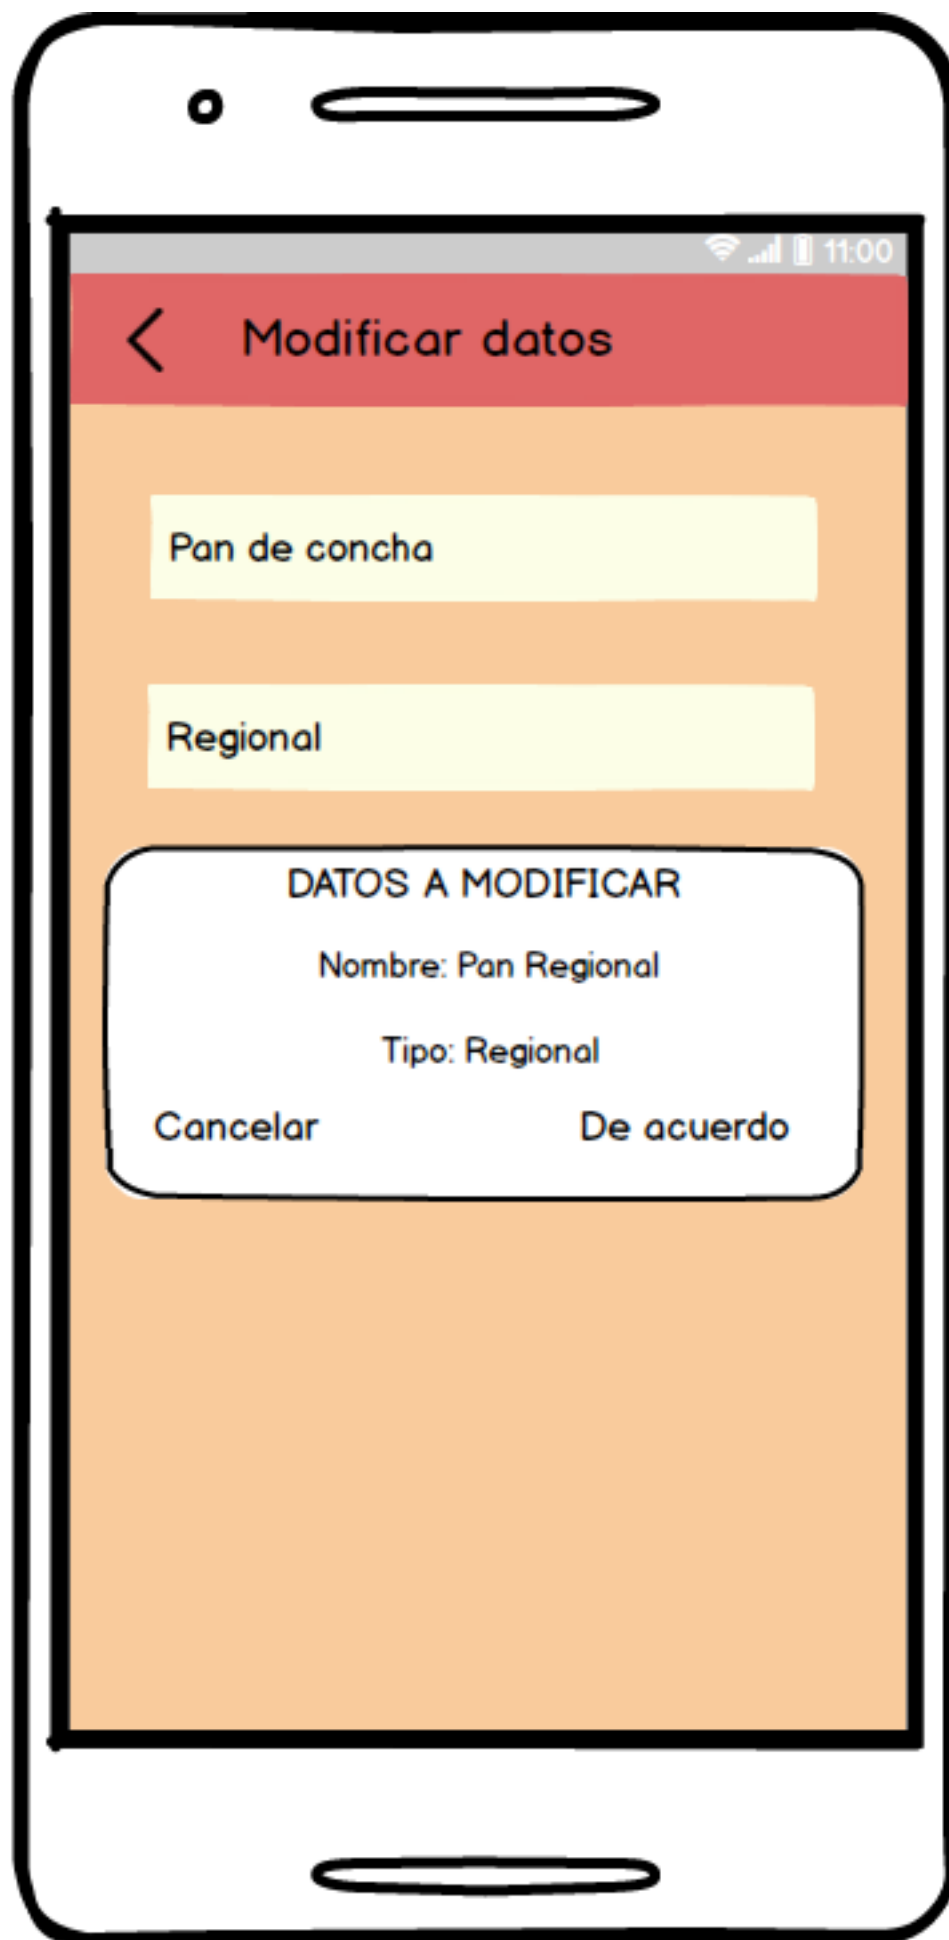 11:00
Modificar datos
Pan de concha
Regional
DATOS A MODIFICAR
Nombre: Pan Regional
Tipo: Regional
Cancelar De acuerdo